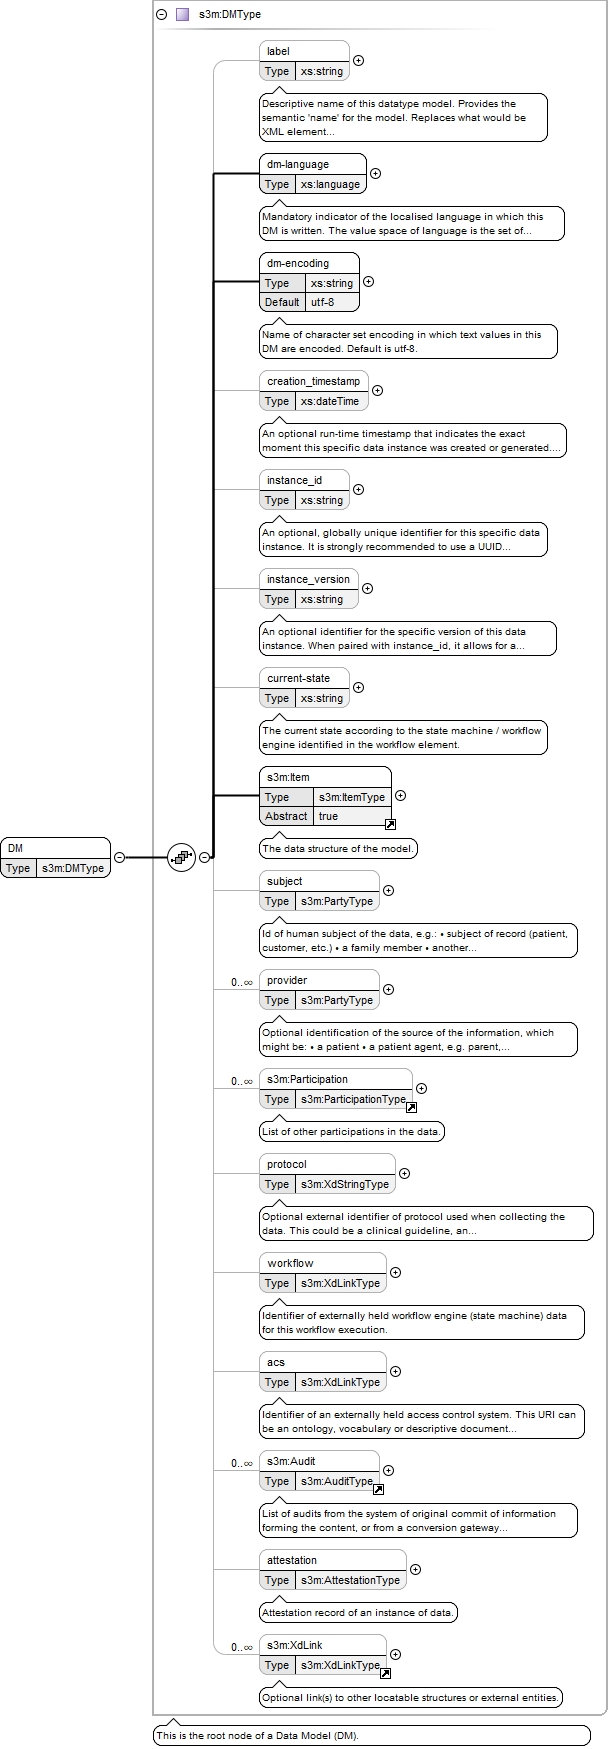 s3m:DMType
label
Type xs:string
Descriptive name of this datatype model. Provides the
semantic 'name' for the model. Replaces what would be
XML element...
dm-language
Type xs:language
Mandatory indicator of the localised language in which this
DM is written. The value space of language is the set of...
dm-encoding
Type xs:string
Default utf-8
Name of character set encoding in which text values in this
DM are encoded. Default is utf-8.
creation_timestamp
Type xs:dateTime
An optional run-time timestamp that indicates the exact
moment this specific data instance was created or generated....
instance_id
Type xs:string
An optional, globally unique identifier for this specific data
instance. It is strongly recommended to use a UUID...
instance_version
Type xs:string
An optional identifier for the specific version of this data
instance. When paired with instance_id, it allows for a...
current-state
Type xs:string
The current state according to the state machine / workflow
engine identified in the workflow element.
s3m:Item
Type s3m:ItemType
Abstract true
The data structure of the model.
DM
Type s3m:DMType
subject
Type s3m:PartyType
Id of human subject of the data, e.g.: • subject of record (patient,
customer, etc.) • a family member • another...
0..∞
provider
Type s3m:PartyType
Optional identification of the source of the information, which
might be: • a patient • a patient agent, e.g. parent,...
0..∞
s3m:Participation
Type s3m:ParticipationType
List of other participations in the data.
protocol
Type s3m:XdStringType
Optional external identifier of protocol used when collecting the
data. This could be a clinical guideline, an...
workflow
Type s3m:XdLinkType
Identifier of externally held workflow engine (state machine) data
for this workflow execution.
acs
Type s3m:XdLinkType
Identifier of an externally held access control system. This URI can
be an ontology, vocabulary or descriptive document...
0..∞
s3m:Audit
Type s3m:AuditType
List of audits from the system of original commit of information
forming the content, or from a conversion gateway...
attestation
Type s3m:AttestationType
Attestation record of an instance of data.
0..∞
s3m:XdLink
Type s3m:XdLinkType
Optional link(s) to other locatable structures or external entities.
This is the root node of a Data Model (DM).